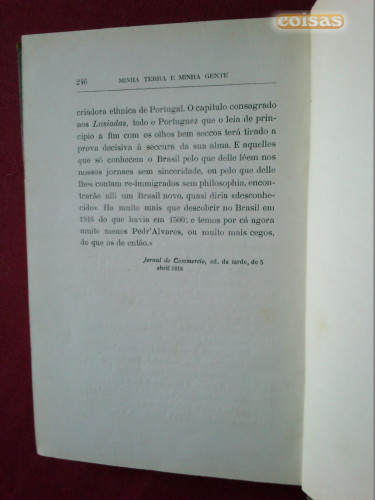 coisas
246 MINHA TERRA E MINHA GENTE
criadora ethnica de Portugal. O capitulo consagrado
aos Lusiadas, todo o Portuguez que o leia de prin-
cipio a fim com os olhos bem seccos terá tirado a
prova decisiva á seccura da sua alma. E aquelles
que só conhecem o Brasil pelo que delle lêem nos
nossos jornaes sem sinceridade, ou pelo que delle
lhes contam re-immigrados sem philosophia, encon-
trarão alli um Brasil novo, quasi diria «desconhe-
cido». Ha muito mais que descobrir no Brasil em
1916 do que havia em 1500; e temos por cá agora
muito menos Pedr'Alvares, ou muito mais cegos,
do que os de então.»
Jornal do Commercio, ed. da tarde, de 5
abril 1916